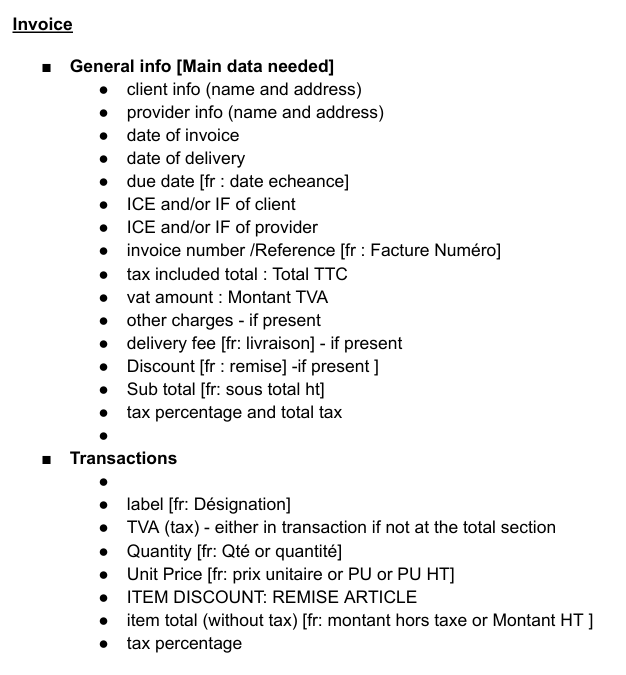 Invoice
■ General info [Main data needed]
● client info (name and address)
● provider info (name and address)
● date of invoice
● date of delivery
● due date [fr : date echeance]
● ICE and/or IF of client
● ICE and/or IF of provider
● invoice number /Reference [fr : Facture Numéro]
● tax included total : Total TTC
● vat amount : Montant TVA
● other charges - if present
● delivery fee [fr: livraison] - if present
● Discount [fr : remise] -if present ]
● Sub total [fr: sous total ht]
● tax percentage and total tax
●
■ Transactions
●
● label [fr: Désignation]
● TVA (tax) - either in transaction if not at the total section
● Quantity [fr: Qté or quantité]
● Unit Price [fr: prix unitaire or PU or PU HT]
● ITEM DISCOUNT: REMISE ARTICLE
● item total (without tax) [fr: montant hors taxe or Montant HT ]
● tax percentage